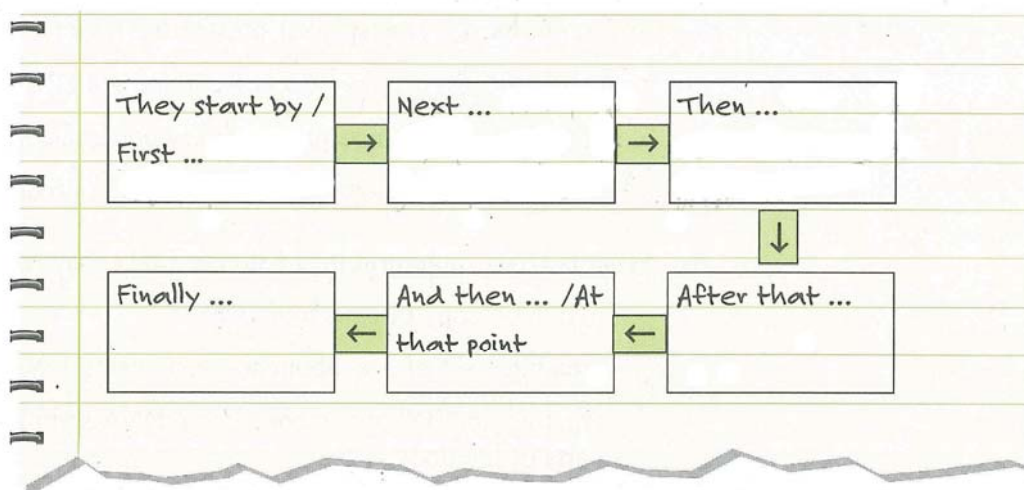 They start by /
First ...
Next ...
Then ...
After that ...
And then ... /At
that point
Finally ...